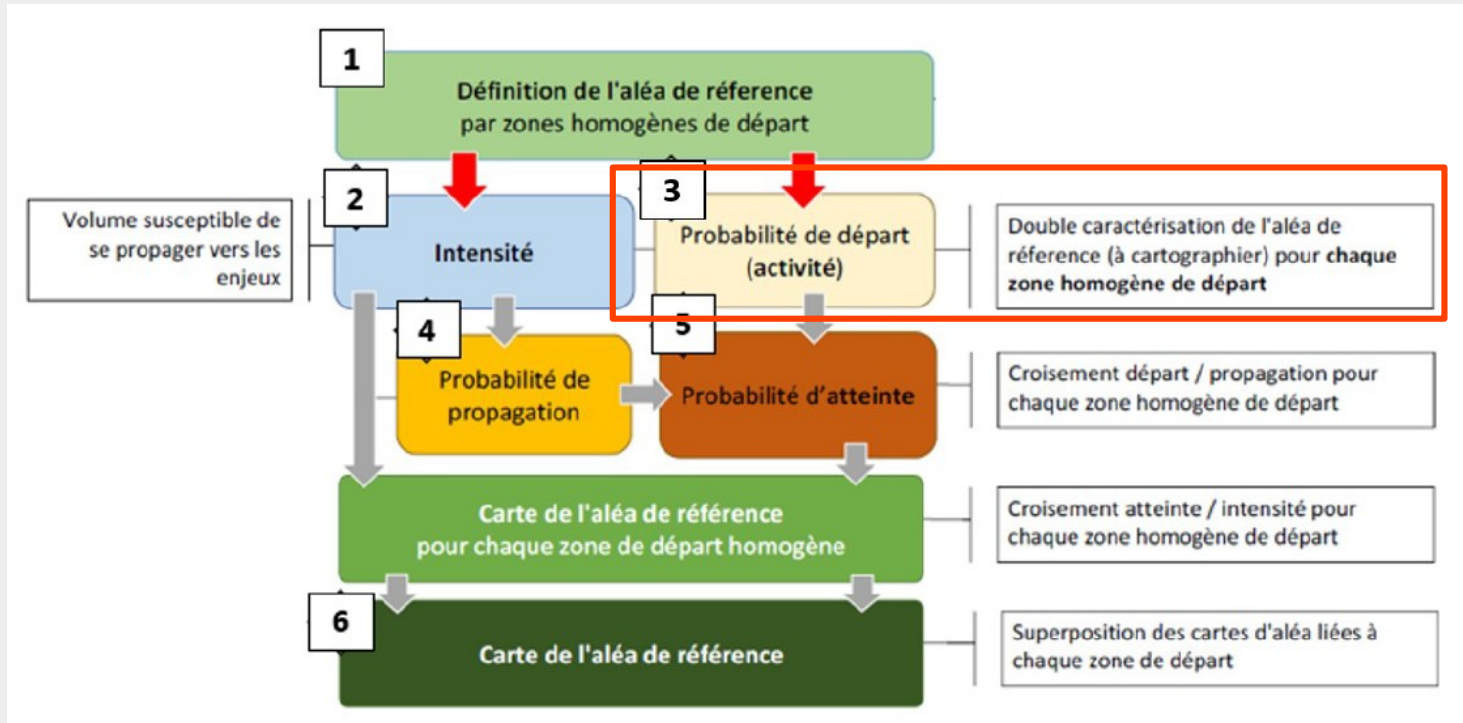 1
Définition de l'aléa de réference
par zones homogènes de départ
2
3
Volume susceptible de
se propager vers les
enjeux
Intensité
Probabilité de départ
(activité)
Double caractérisation de l'aléa de
réference (à cartographier) pour chaque
zone homogène de départ
4
5
Probabilité de
propagation
Probabilité d'atteinte
Croisement départ / propagation pour
chaque zone homogène de départ
Carte de l'aléa de référence
pour chaque zone de départ homogène
Croisement atteinte / intensité pour
chaque zone homogène de départ
6
Carte de l'aléa de référence
Superposition des cartes d'aléa liées à
chaque zone de départ